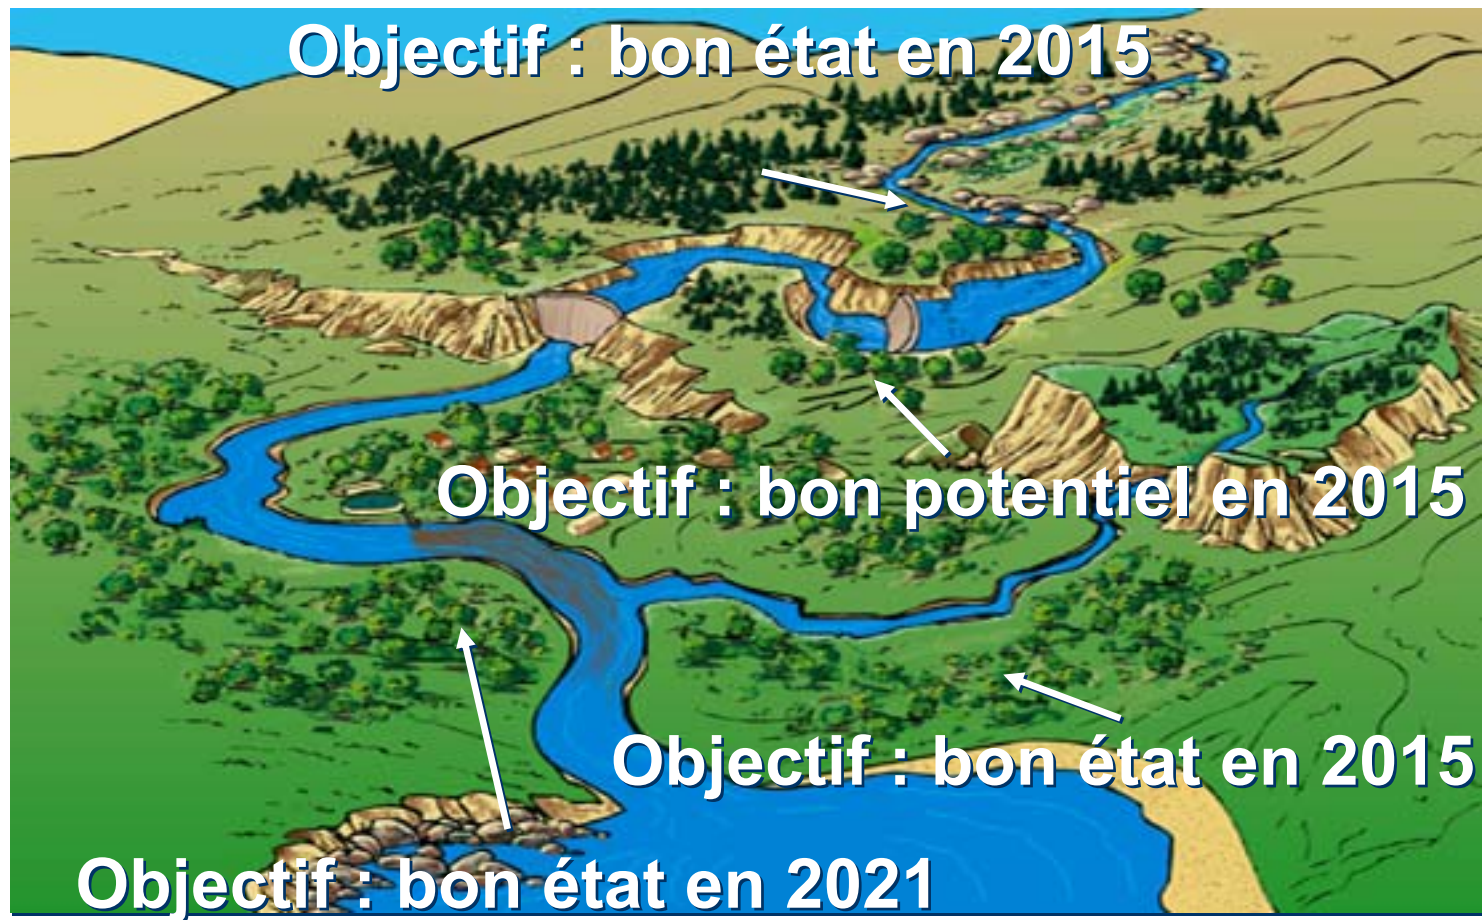 Objectif : bon état en 2015
Objectif : bon potentiel en 2015
Objectif : bon état en 2015
Objectif : bon état en 2021